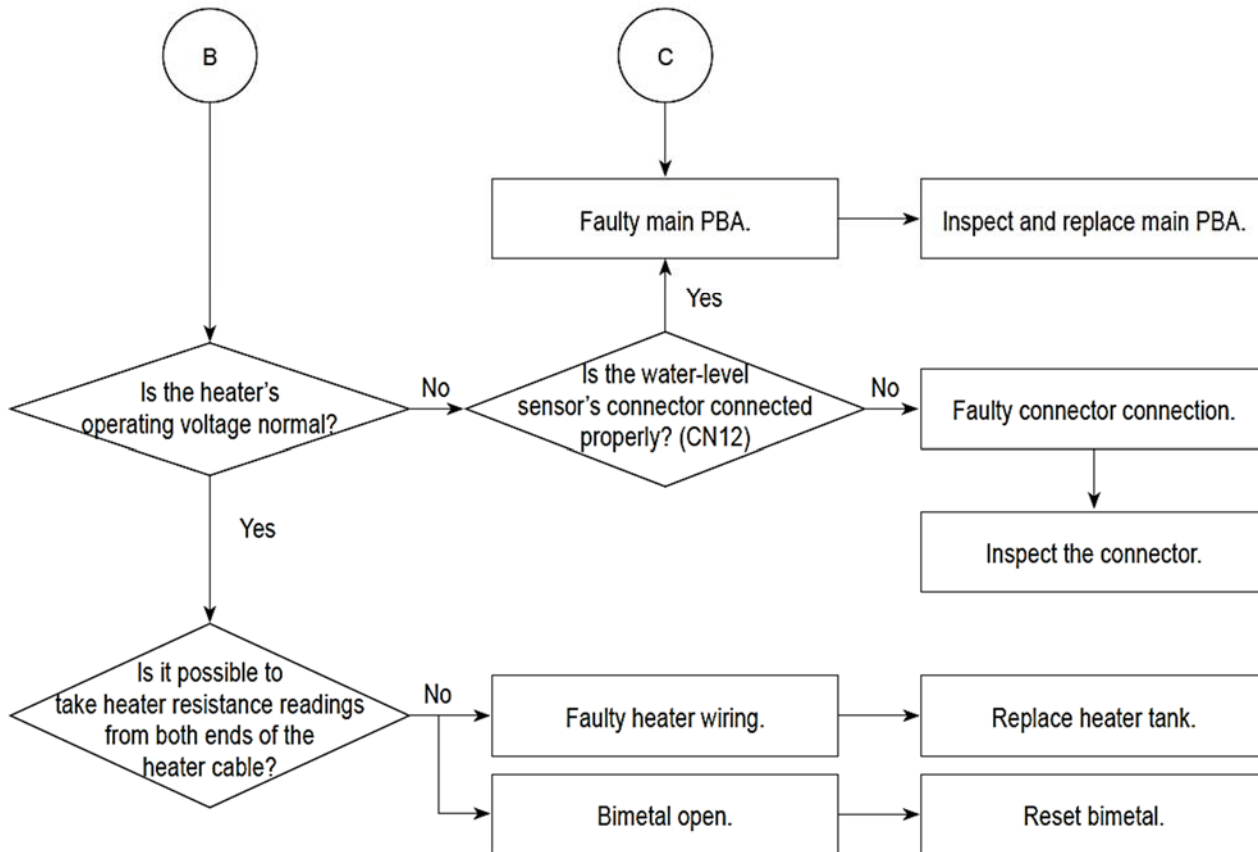 B
C
Faulty main PBA.
Inspect and replace main PBA.
Yes
Is the heater’s
operating voltage normal?
No
Is the water-level
sensor’s connector connected
properly? (CN12)
No
Faulty connector connection.
Yes
Inspect the connector.
Is it possible to
take heater resistance readings
from both ends of the
heater cable?
No
Faulty heater wiring.
Replace heater tank.
Bimetal open.
Reset bimetal.